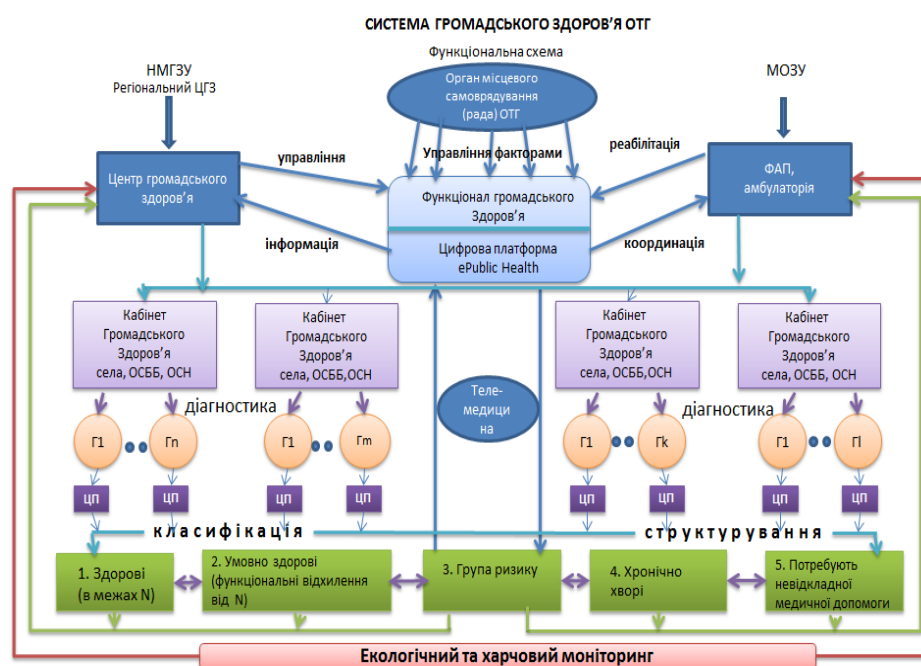 СИСТЕМА ГРОМАДСЬКОГО ЗДОРОВ'Я ОТГ
Функціональна схема
НМГЗУ
Регіональний ЦГЗ
Орган місцевого
самоврядування
(рада) ОТГ
МОЗУ
управління
Управління факторами
реабілітація
Центр громадського
здоров'я
Функціонал громадського
Здоров'я
ФАП,
амбулаторія
інформація
Цифрова платформа
ePublic Health
координація
Кабінет
Громадського
Здоров'я
села, ОСББ, ОСН
Кабінет
Громадського
Здоров'я
села, ОСББ,ОСН
Кабінет
Громадського
Здоров'я
села, ОСББ,ОСН
Кабінет
Громадського
Здоров'я
села, ОСББ, ОСН
діагностика
Теле-
медици
на
діагностика
Г1
Гn
Г1
Гm
Г1
Гk
Г1
Гl
ЦП
ЦП
ЦП
ЦП
ЦП
ЦП
ЦП
ЦП
класифікація
структурування
1. Здорові
(в межах N)
2. Умовно здорові
(функціональні відхилення
від N)
3. Група ризику
4. Хронічно
хворі
5. Потребують
невідкладної
медичної допомоги
Екологічний та харчовий моніторинг